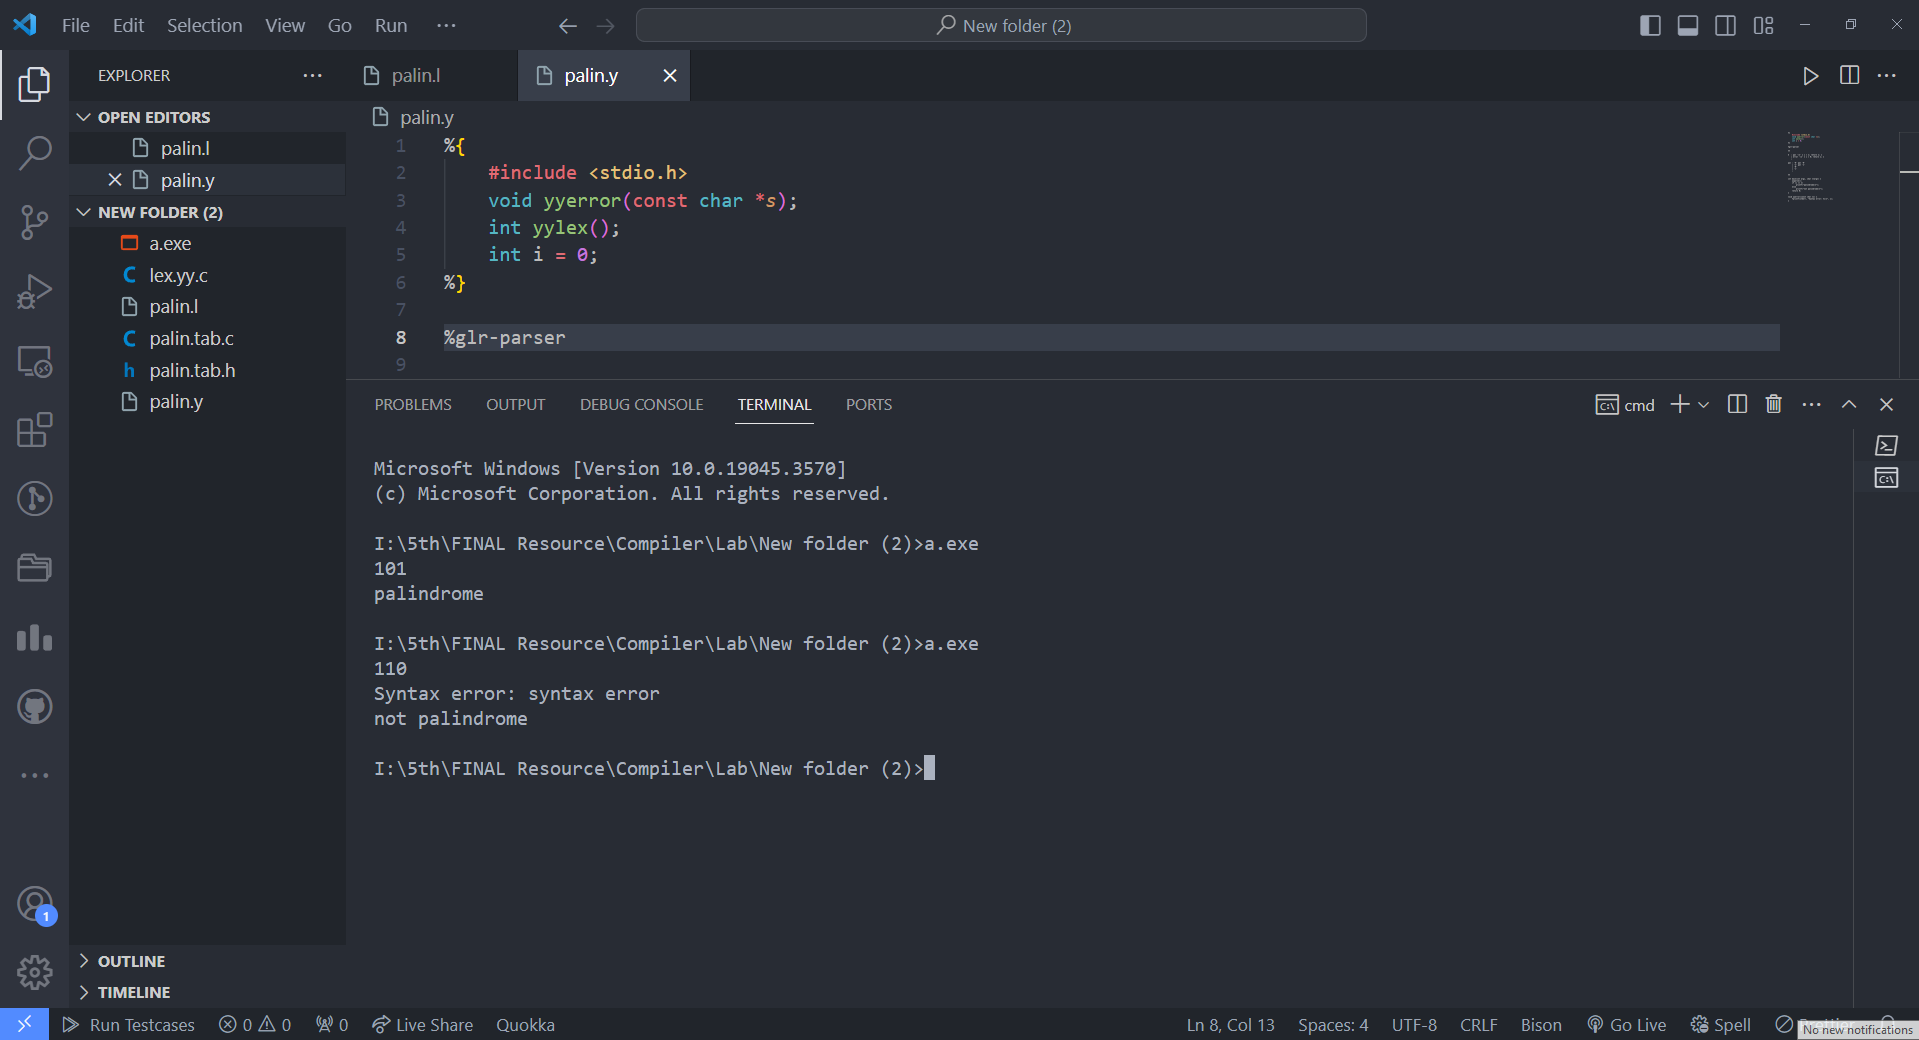 File Edit Selection View Go Run ···
New folder (2)
EXPLORER
OPEN EDITORS
palin.l
palin.y
NEW FOLDER (2)
a.exe
lex.yy.c
palin.l
palin.tab.c
palin.tab.h
palin.y
OUTLINE
TIMELINE
palin.l palin.y
palin.y
1 %{
2 #include <stdio.h>
3 void yyerror(const char *s);
4 int yylex();
5 int i = 0;
6 %}
7
8 %glr-parser
9
PROBLEMS OUTPUT DEBUG CONSOLE TERMINAL PORTS
cmd
Microsoft Windows [Version 10.0.19045.3570]
(c) Microsoft Corporation. All rights reserved.
I:\5th\FINAL Resource\Compiler\Lab\New folder (2)>a.exe
101
palindrome
I:\5th\FINAL Resource\Compiler\Lab\New folder (2)>a.exe
110
Syntax error: syntax error
not palindrome
I:\5th\FINAL Resource\Compiler\Lab\New folder (2)>
1
Run Testcases 0 0 0 Live Share Quokka
Ln 8, Col 13 Spaces: 4 UTF-8 CRLF Bison Go Live Spell
No new notifications